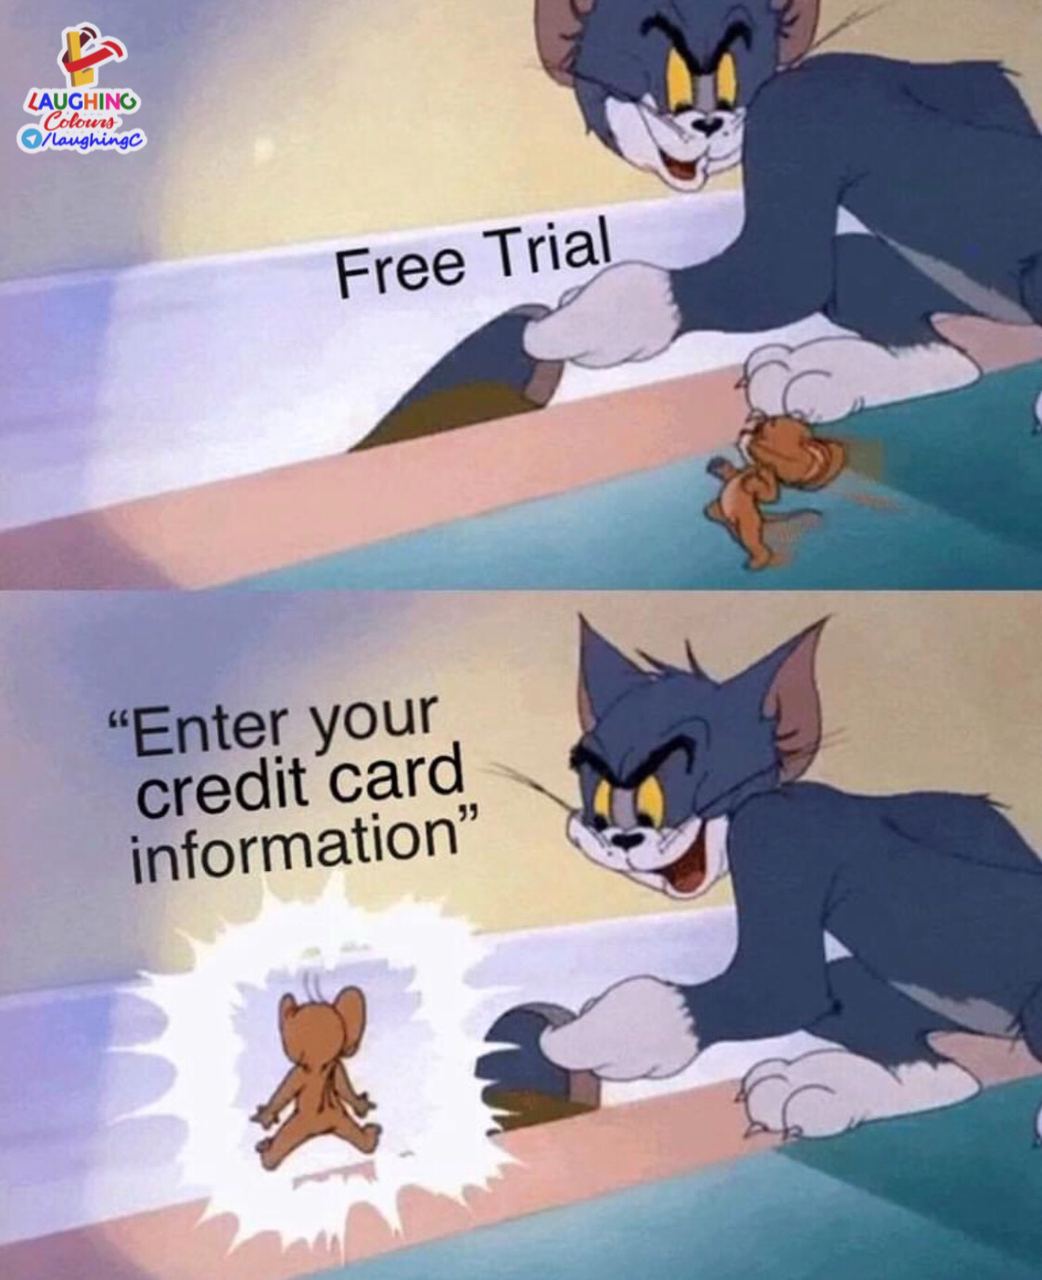 LAUGHING
Colours
/laughingC
Free Trial
“Enter your
credit card
information”